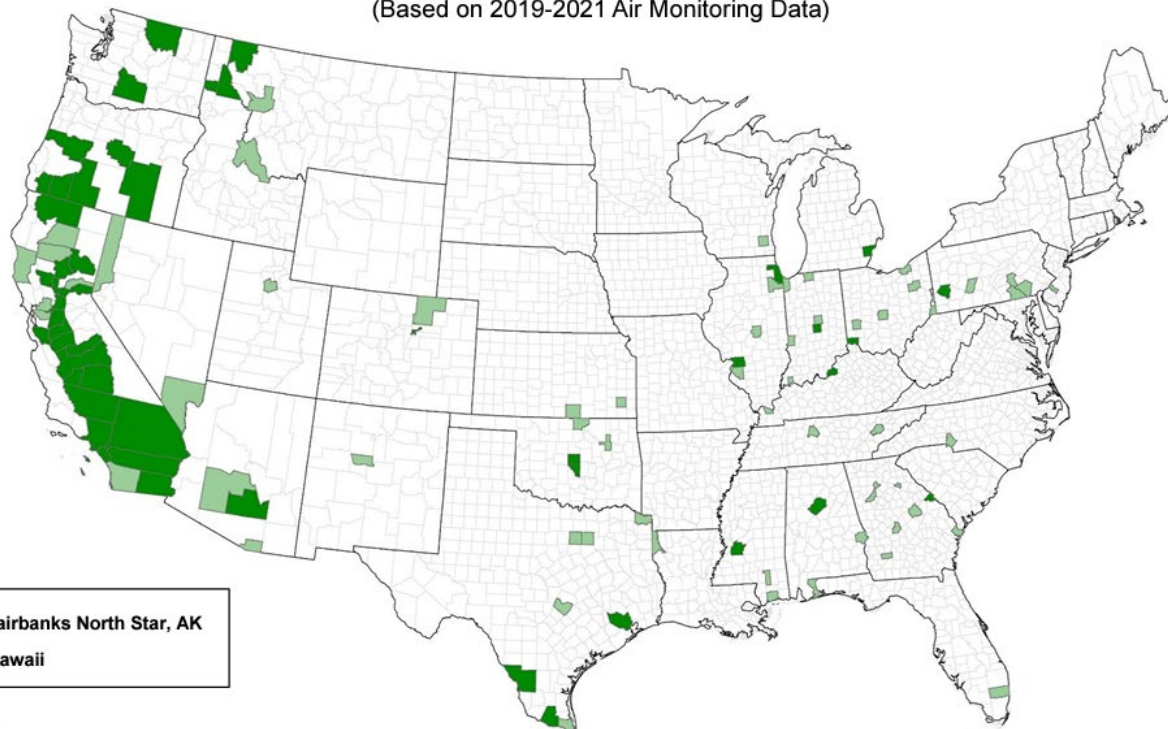 (Based on 2019-2021 Air Monitoring Data)
airbanks North Star, AK
awaii